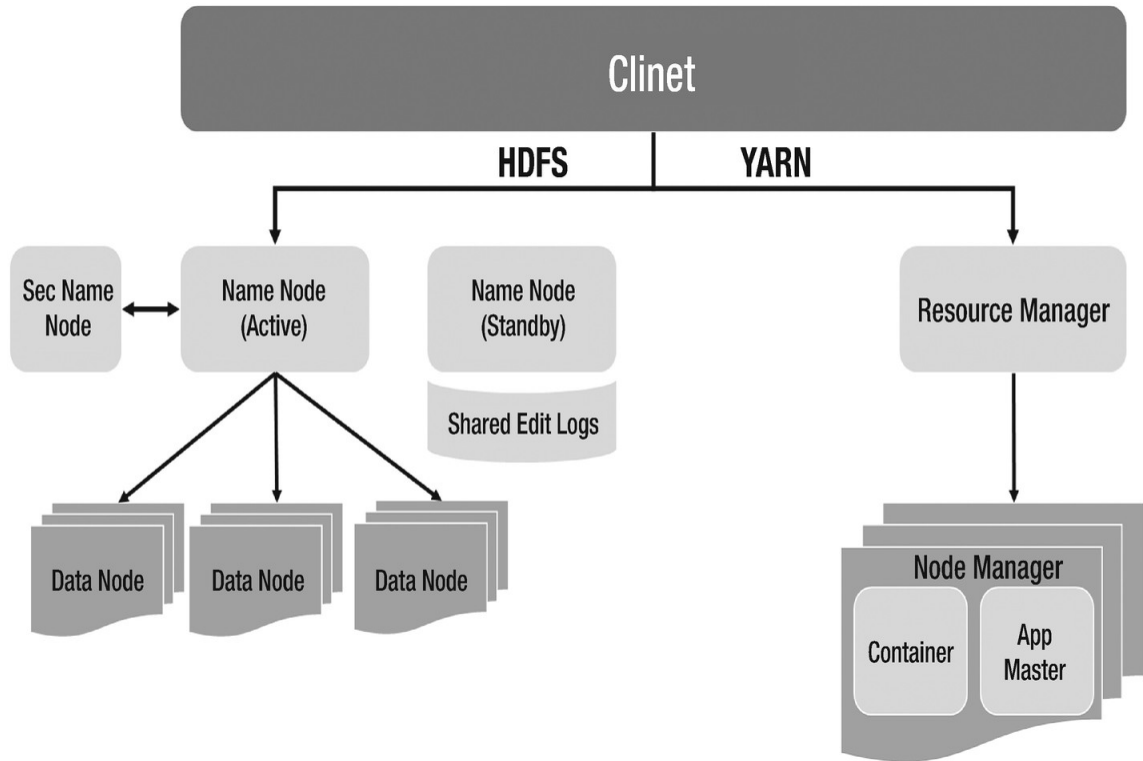 Clinet
HDFS
YARN
Sec Name
Node
Name Node
(Active)
Name Node
(Standby)
Resource Manager
Shared Edit Logs
Data Node
Data Node
Data Node
Node Manager
Container
App
Master